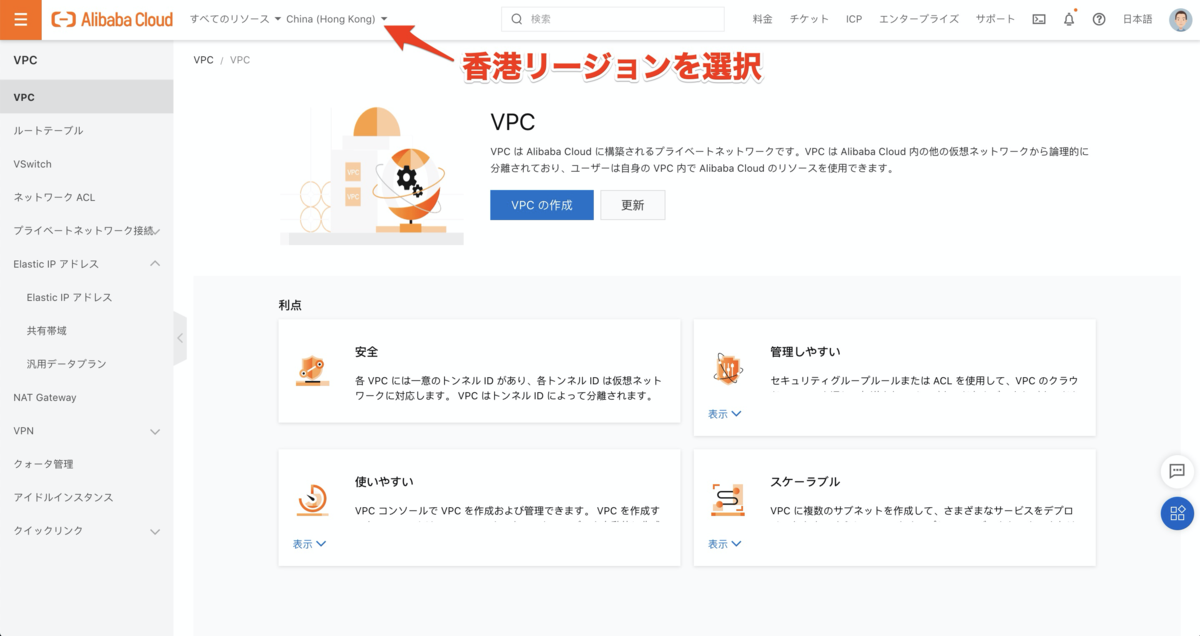 Alibaba Cloud
すべてのリソース
China (Hong Kong)
検索
料金
チケット
ICP
エンタープライズ
サポート
日本語
香港リージョンを選択
VPC
VPC / VPC
VPC
ルートテーブル
VSwitch
ネットワーク ACL
プライベートネットワーク接続
Elastic IP アドレス
Elastic IP アドレス
共有帯域
汎用データプラン
NAT Gateway
VPN
クォータ管理
アイドルインスタンス
クイックリンク
VPC
VPC は Alibaba Cloud に構築されるプライベートネットワークです。VPC は Alibaba Cloud 内の他の仮想ネットワークから論理的に
分離されており、ユーザーは自身の VPC 内で Alibaba Cloud のリソースを使用できます。
VPC の作成
更新
VPC
VPC
利点
安全
各 VPC には一意のトンネル ID があり、各トンネル ID は仮想ネット
ワークに対応します。 VPC はトンネル ID によって分離されます。
管理しやすい
セキュリティグループルールまたは ACL を使用して、VPC のクラウ
表示
使いやすい
VPC コンソールで VPC を作成および管理できます。 VPC を作成す
表示
スケーラブル
VPC に複数のサブネットを作成して、さまざまなサービスをデプロ
表示